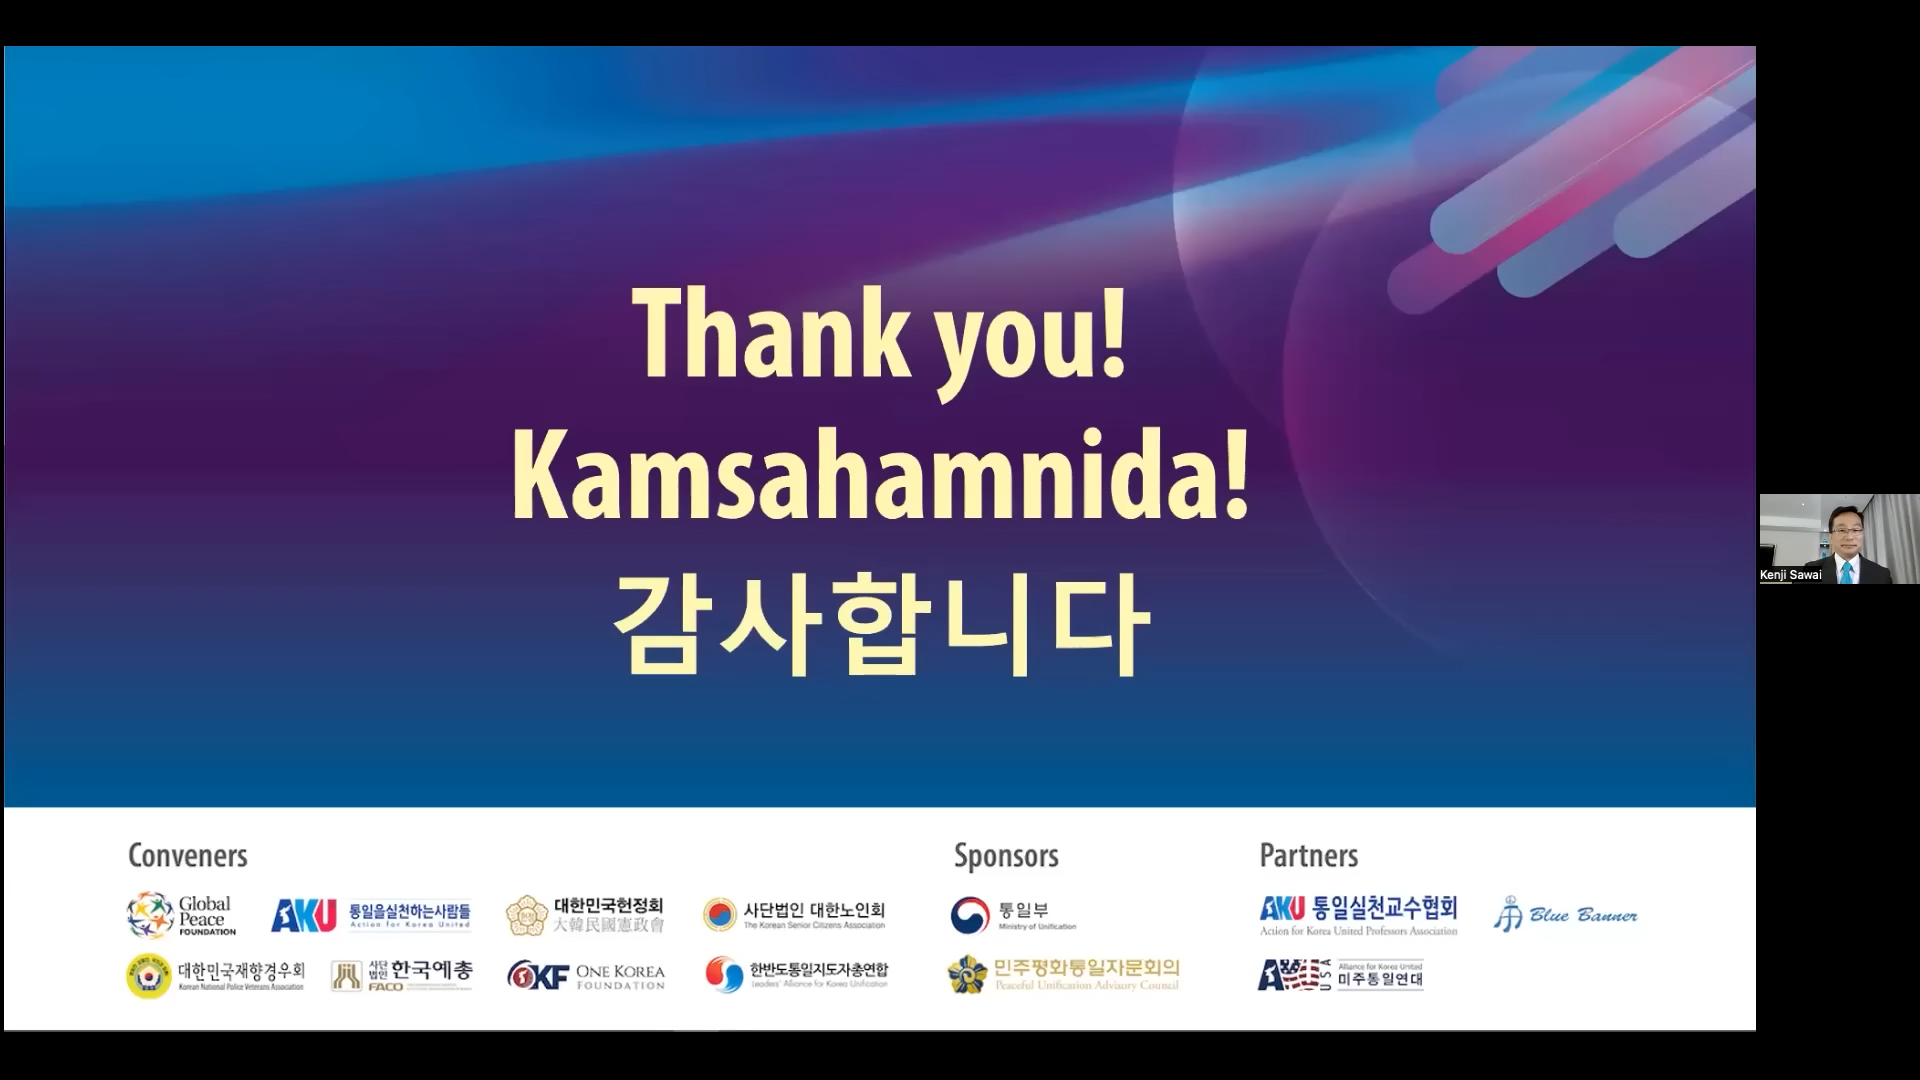 Thank you!
Kamsahamnida!
감사합니다
Kenji Sawai
Conveners
Global
Peace
FOUNDATION
AKU 통일을실천하는사람들
Action for Korea United
대한민국헌정회
大韓民國憲政會
사단법인 대한노인회
The Korean Senior Citizens Association
대한민국재향경우회
Korean National Police Veterans Association
사단
법인 한국예총
FACO
OKF ONE KOREA
FOUNDATION
한반도통일지도자총연합
Leaders' Alliance for Korea Unification
Sponsors
통일부
Ministry of Unification
민주평화통일자문회의
Peaceful Unification Advisory Council
Partners
AKU 통일실천교수협회
Action for Korea United Professors Association
Blue Banner
USA
Alliance for Korea United
미주통일연대